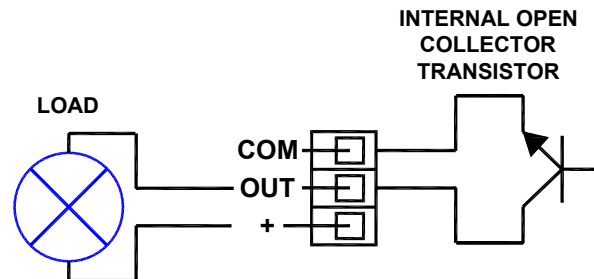 INTERNAL OPEN
COLLECTOR
TRANSISTOR
LOAD
COM
OUT
+